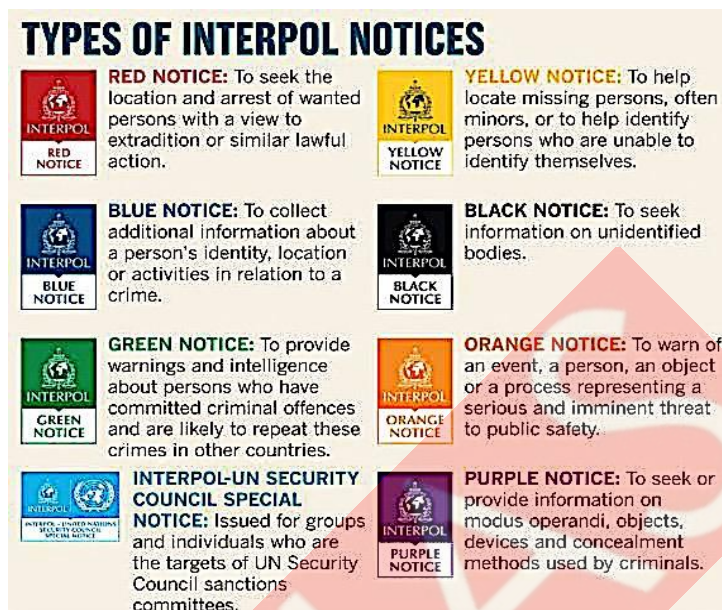 TYPES OF INTERPOL NOTICES
INTERPOL
RED
NOTICE
RED NOTICE: To seek the
location and arrest of wanted
persons with a view to
extradition or similar lawful
action.
INTERPOL
YELLOW
NOTICE
YELLOW NOTICE: To help
locate missing persons, often
minors, or to help identify
persons who are unable to
identify themselves.
INTERPOL
BLUE
NOTICE
BLUE NOTICE: To collect
additional information about
a person's identity, location
or activities in relation to a
crime.
INTERPOL
BLACK
NOTICE
BLACK NOTICE: To seek
information on unidentified
bodies.
INTERPOL
GREEN
NOTICE
GREEN NOTICE: To provide
warnings and intelligence
about persons who have
committed criminal offences
and are likely to repeat these
crimes in other countries.
INTERPOL
ORANGE
NOTICE
ORANGE NOTICE: To warn of
an event, a person, an object
or a process representing a
serious and imminent threat
to public safety.
INTERPOL
INTERPOL - UNITED NATIONS
SECURITY COUNCIL
SPECIAL NOTICE
INTERPOL-UN SECURITY
COUNCIL SPECIAL
NOTICE: Issued for groups
and individuals who are
the targets of UN Security
Council sanctions
committees.
INTERPOL
PURPLE
NOTICE
PURPLE NOTICE: To seek or
provide information on
modus operandi, objects,
devices and concealment
methods used by criminals.